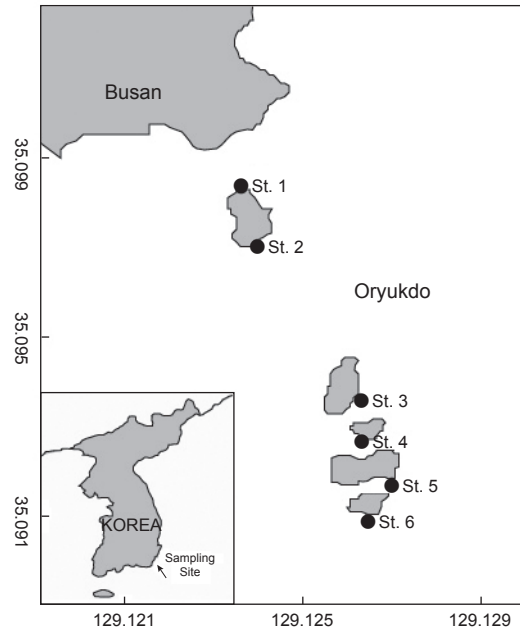 Busan
35.099
St. 1
St. 2
Oryukdo
35.095
St. 3
St. 4
St. 5
35.091
KOREA
St. 6
Sampling
Site
129.121
129.125
129.129